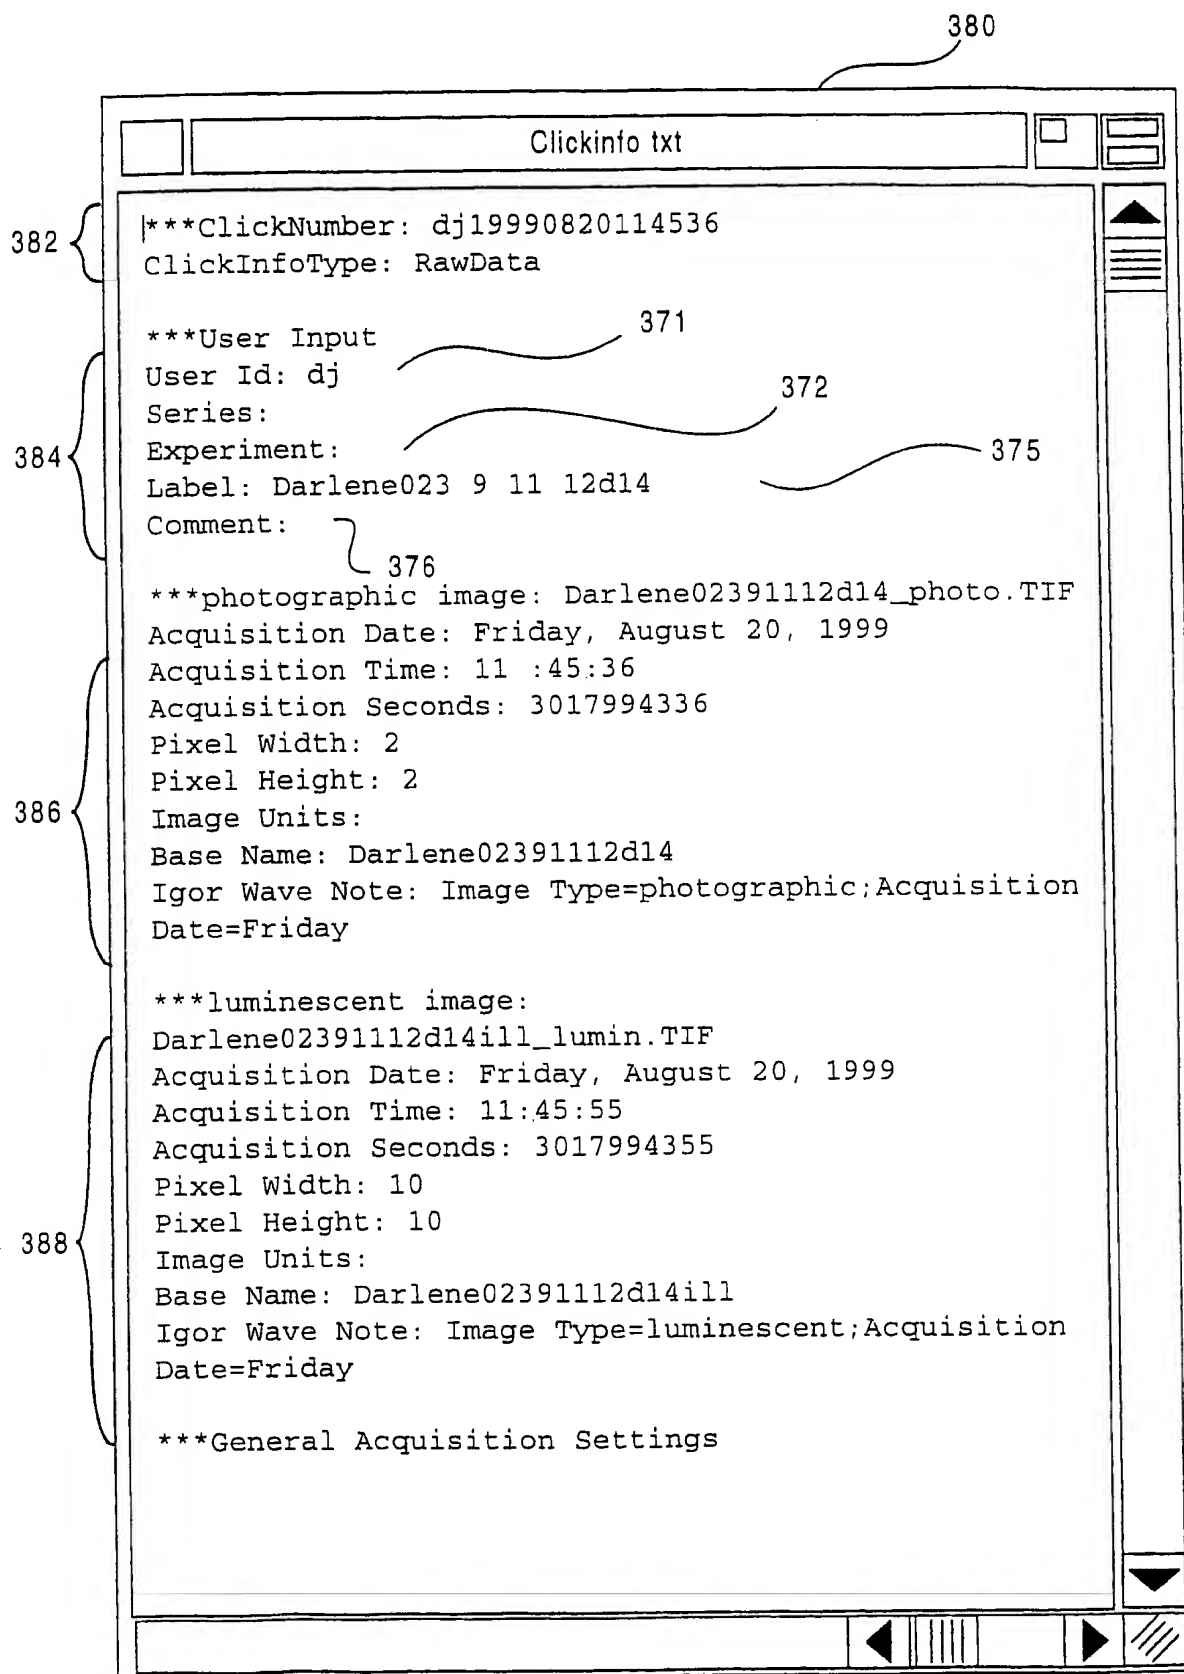 380
Clickinfo txt
382
***ClickNumber: dj19990820114536
ClickInfoType: RawData
***User Input
371
User Id: dj
372
Series:
384
Experiment:
375
Label: Darlene023 9 11 12d14
Comment:
376
***photographic image: Darlene02391112d14_photo.TIF
Acquisition Date: Friday, August 20, 1999
Acquisition Time: 11 :45:36
Acquisition Seconds: 3017994336
Pixel Width: 2
Pixel Height: 2
386
Image Units:
Base Name: Darlene02391112d14
Igor Wave Note: Image Type=photographic;Acquisition
Date=Friday
***luminescent image:
Darlene02391112d14ill_lumin.TIF
Acquisition Date: Friday, August 20, 1999
Acquisition Time: 11:45:55
Acquisition Seconds: 3017994355
Pixel Width: 10
Pixel Height: 10
388
Image Units:
Base Name: Darlene02391112d14ill
Igor Wave Note: Image Type=luminescent;Acquisition
Date=Friday
***General Acquisition Settings